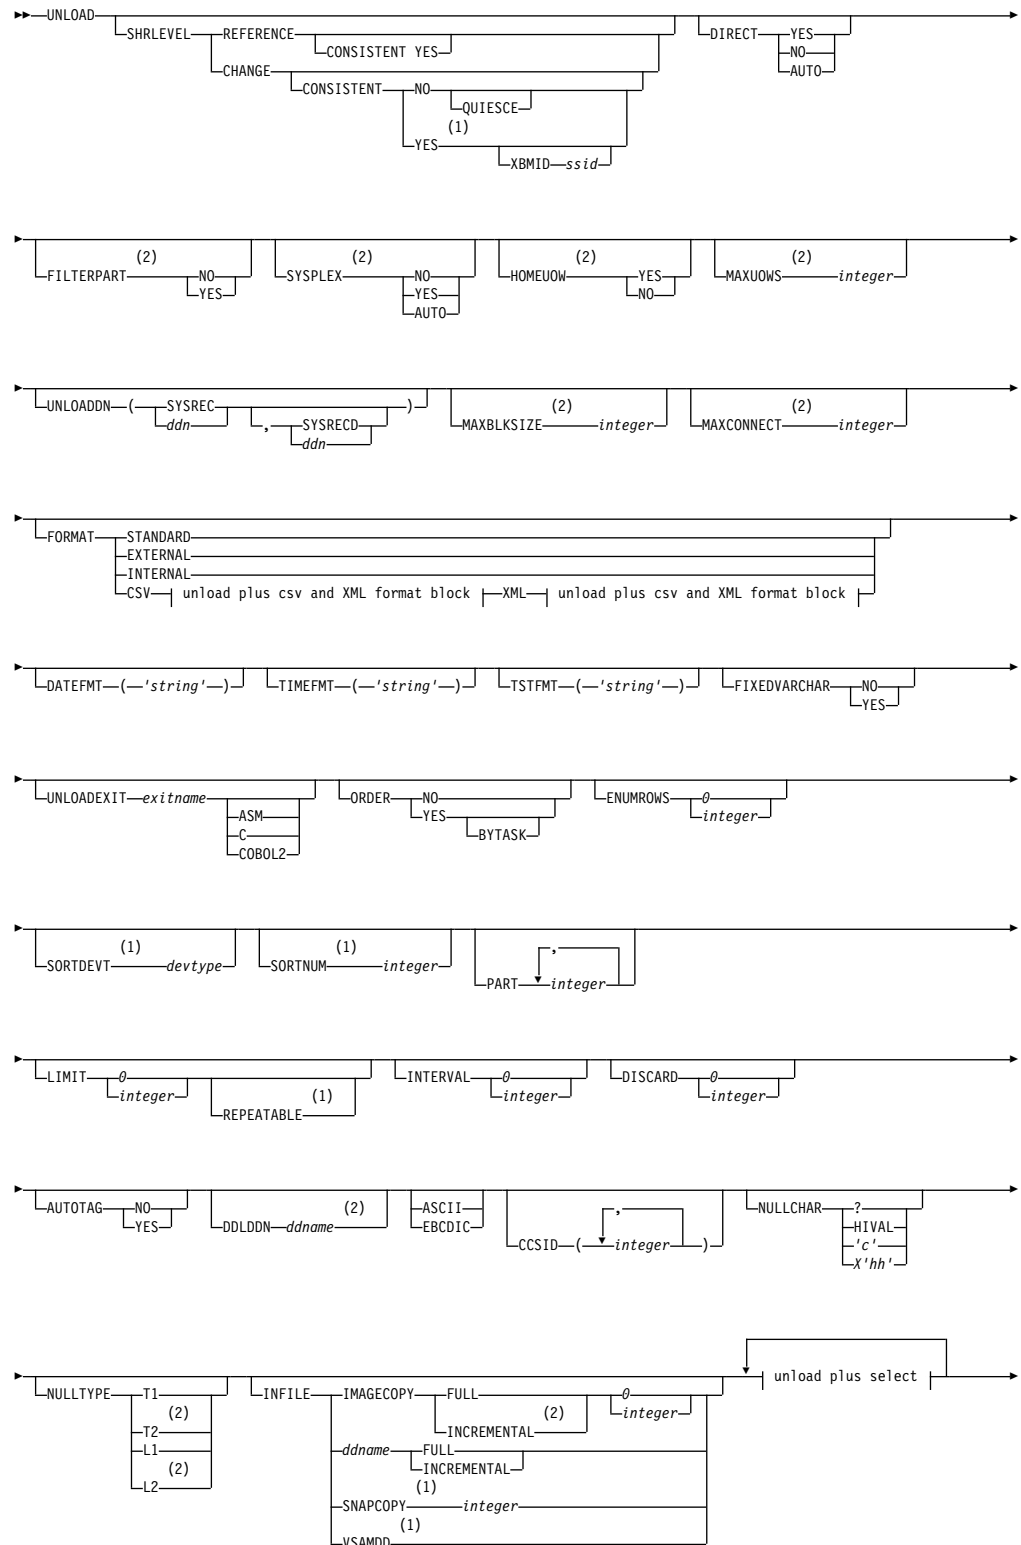 UNLOAD
SHRLEVEL REFERENCE DIRECT YES
CONSISTENT YES NO
CHANGE AUTO
CONSISTENT NO
QUIESCE
(1)
YES
XBMID ssid
(2) (2) (2) (2)
FILTERPART NO SYSPLEX NO HOMEUOW YES MAXUOWS integer
YES YES NO
AUTO
UNLOADDN ( SYSREC ) (2) (2)
ddn , SYSRECD MAXBLKSIZE integer MAXCONNECT integer
ddn
FORMAT STANDARD
EXTERNAL
INTERNAL
CSV unload plus csv and XML format block XML unload plus csv and XML format block
DATEFMT ( 'string' ) TIMEFMT ( 'string' ) TSTFMT ( 'string' ) FIXEDVARCHAR NO
YES
UNLOADEXIT exitname ORDER NO ENUMROWS 0
ASM YES integer
C BYTASK
COBOL2
(1) (1) ,
SORTDEVT devtype SORTNUM integer
PART integer
LIMIT 0 INTERVAL 0 DISCARD 0
integer (1) integer integer
REPEATABLE
AUTOTAG NO (2) ASCII , NULLCHAR ?
YES DDLDDN ddname EBCDIC HIVAL
CCSID ( integer ) 'c'
X'hh'
unload plus select
NULLTYPE T1 INFILE IMAGECOPY FULL 0
(2) (2) integer
T2 INCREMENTAL
L1 ddname FULL
(2) INCREMENTAL
L2 (1)
SNAPCOPY integer
(1)
VSAMDD